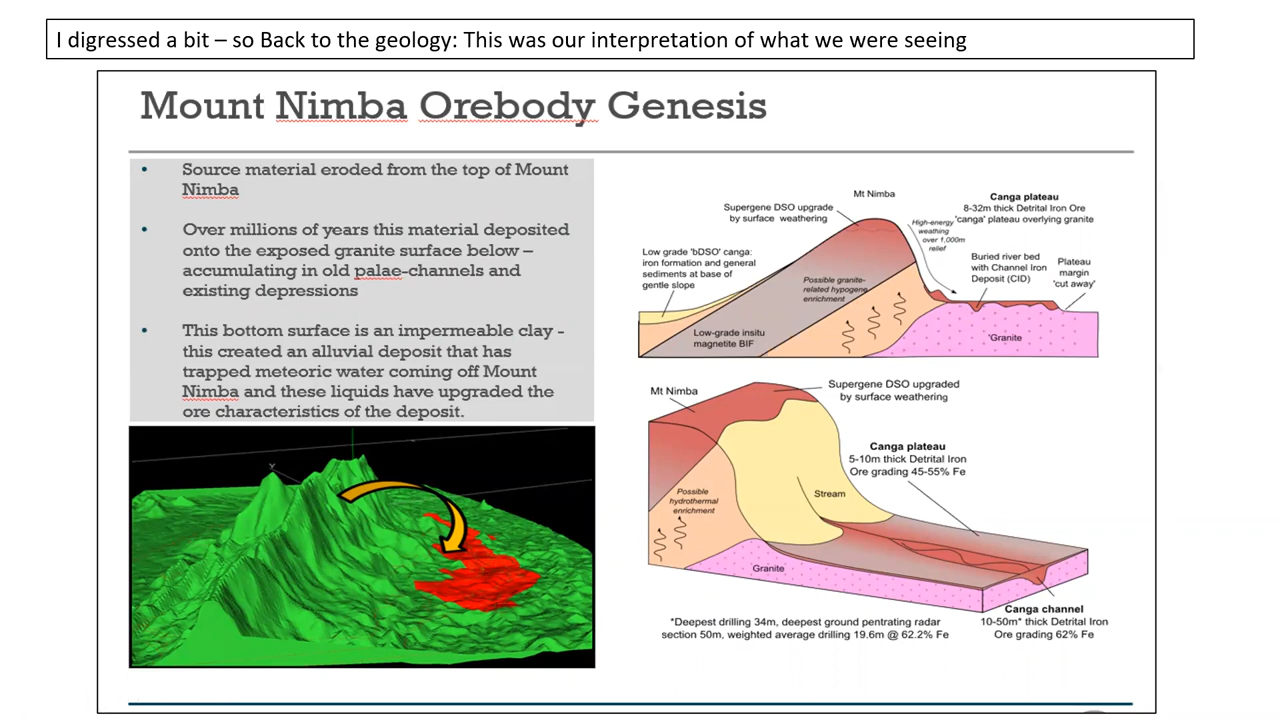 I digressed a bit – so Back to the geology: This was our interpretation of what we were seeing
Mount Nimba Orebody Genesis
• Source material eroded from the top of Mount
Nimba
• Over millions of years this material deposited
onto the exposed granite surface below –
accumulating in old palae-channels and
existing depressions
• This bottom surface is an impermeable clay -
this created an alluvial deposit that has
trapped meteoric water coming off Mount
Nimba and these liquids have upgraded the
ore characteristics of the deposit.
Y
Mt Nimba
Supergene DSO upgrade
by surface weathering
Canga plateau
8-32m thick Detrital Iron Ore
'canga' plateau overlying granite
High-energy
weathing
over 1,000m
relief
Low grade 'bDSO' canga:
iron formation and general
sediments at base of
gentle slope
Possible granite-
related hypogene
enrichment
Buried river bed
with Channel Iron
Deposit (CID)
Plateau
margin
'cut away'
Low-grade insitu
magnetite BIF
'Granite
Mt Nimba
Supergene DSO upgraded
by surface weathering
Canga plateau
5-10m thick Detrital Iron
Ore grading 45-55% Fe
Possible
hydrothermal
enrichment
Stream
Granite
Canga channel
10-50m* thick Detrital Iron
Ore grading 62% Fe
*Deepest drilling 34m, deepest ground pentrating radar
section 50m, weighted average drilling 19.6m @ 62.2% Fe